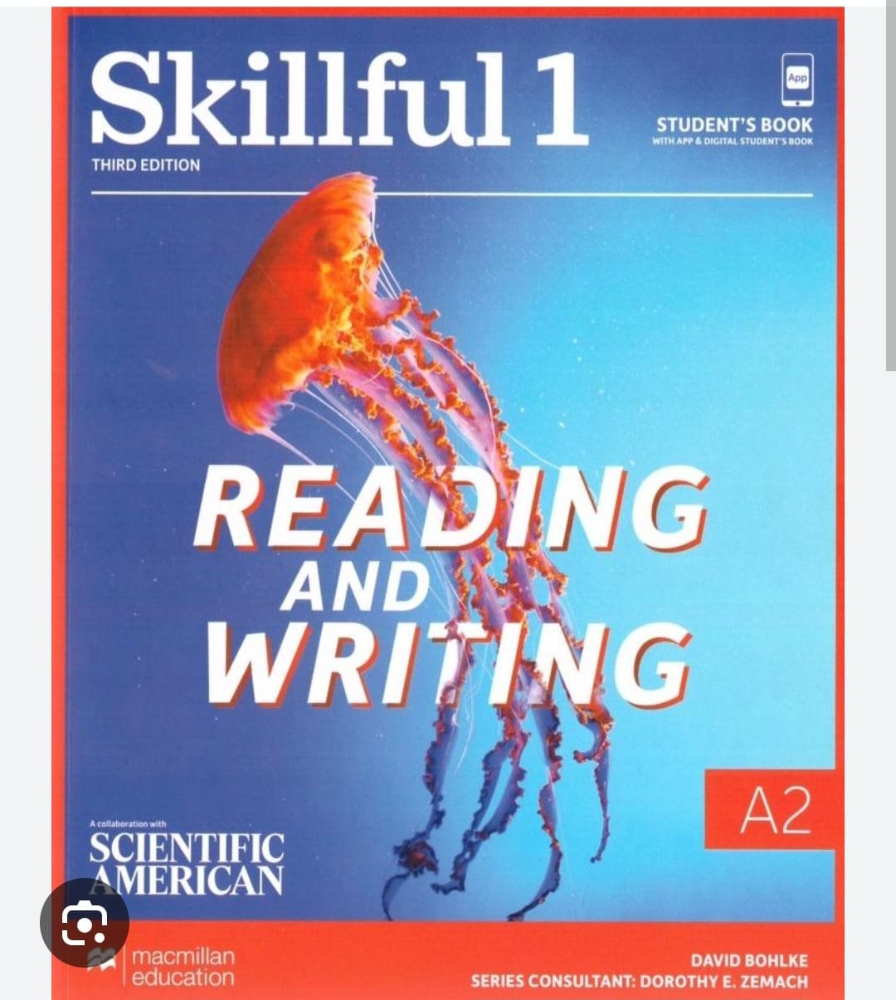 Skillful 1
App
STUDENT'S BOOK
WITH APP & DIGITAL STUDENT'S BOOK
THIRD EDITION
READING
AND
WRITING
A2
A collaboration with
SCIENTIFIC
AMERICAN
macmillan
education
DAVID BOHLKE
SERIES CONSULTANT: DOROTHY E. ZEMACH